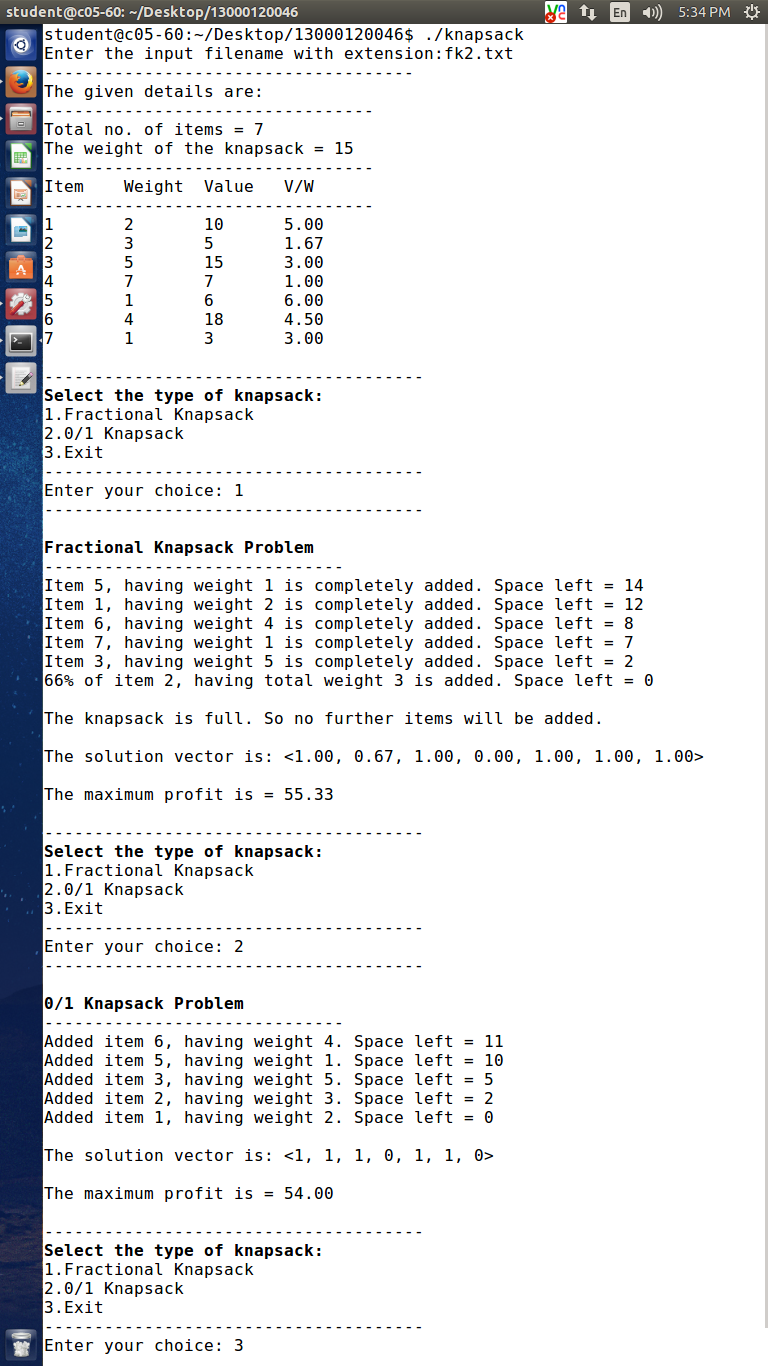 student@c05-60: ~/Desktop/13000120046 En 5:34 PM
student@c05-60:~/Desktop/13000120046$ ./knapsack
Enter the input filename with extension:fk2.txt
-------------------------------------
The given details are:
---------------------------------
Total no. of items = 7
The weight of the knapsack = 15
---------------------------------
Item    Weight  Value   V/W
---------------------------------
1       2       10      5.00
2       3       5       1.67
3       5       15      3.00
4       7       7       1.00
5       1       6       6.00
6       4       18      4.50
7       1       3       3.00
--------------------------------------
Select the type of knapsack:
1.Fractional Knapsack
2.0/1 Knapsack
3.Exit
--------------------------------------
Enter your choice: 1
--------------------------------------
Fractional Knapsack Problem
------------------------------
Item 5, having weight 1 is completely added. Space left = 14
Item 1, having weight 2 is completely added. Space left = 12
Item 6, having weight 4 is completely added. Space left = 8
Item 7, having weight 1 is completely added. Space left = 7
Item 3, having weight 5 is completely added. Space left = 2
66% of item 2, having total weight 3 is added. Space left = 0
The knapsack is full. So no further items will be added.
The solution vector is: <1.00, 0.67, 1.00, 0.00, 1.00, 1.00, 1.00>
The maximum profit is = 55.33
--------------------------------------
Select the type of knapsack:
1.Fractional Knapsack
2.0/1 Knapsack
3.Exit
--------------------------------------
Enter your choice: 2
--------------------------------------
0/1 Knapsack Problem
------------------------------
Added item 6, having weight 4. Space left = 11
Added item 5, having weight 1. Space left = 10
Added item 3, having weight 5. Space left = 5
Added item 2, having weight 3. Space left = 2
Added item 1, having weight 2. Space left = 0
The solution vector is: <1, 1, 1, 0, 1, 1, 0>
The maximum profit is = 54.00
--------------------------------------
Select the type of knapsack:
1.Fractional Knapsack
2.0/1 Knapsack
3.Exit
--------------------------------------
Enter your choice: 3